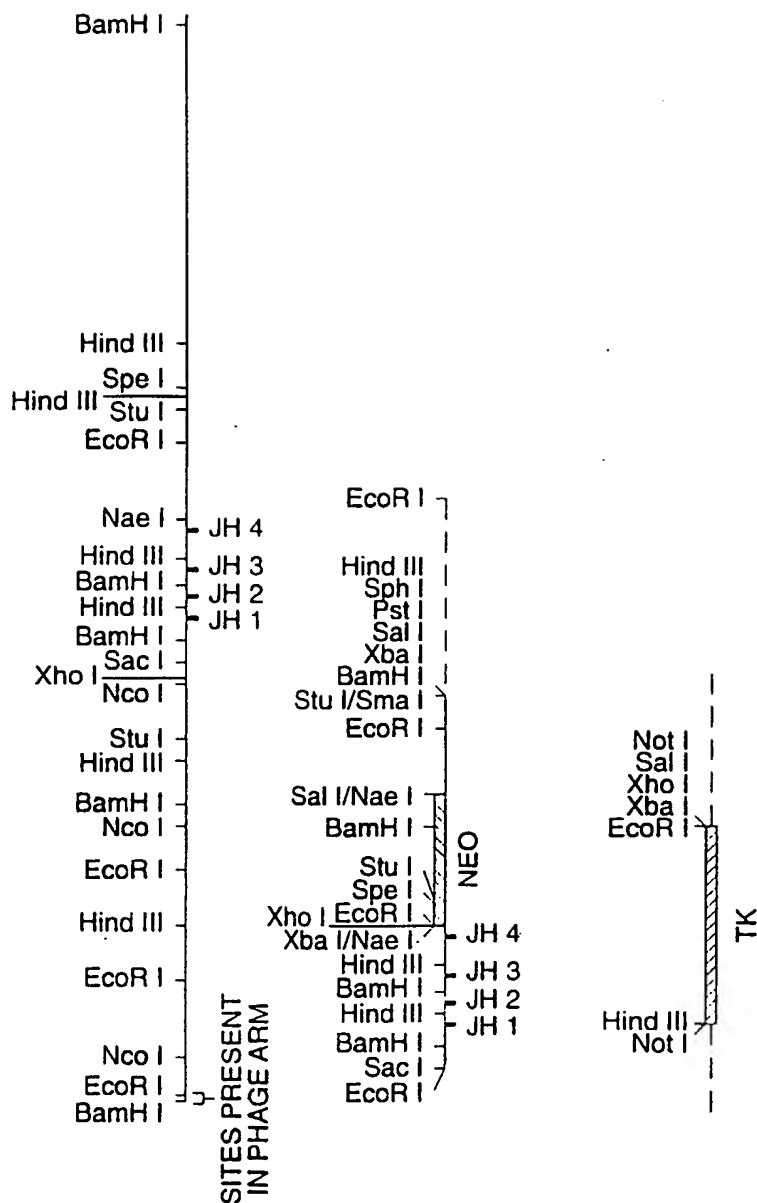 BamH I
Hind III
Spe I
Hind III
Stu I
EcoR I
Nae I
JH 4
Hind III
JH 3
BamH I
JH 2
Hind III
JH 1
BamH I
Sac I
Xho I
Nco I
Stu I
Hind III
BamH I
Nco I
EcoR I
Hind III
EcoR I
Nco I
EcoR I
BamH I
SITES PRESENT
IN PHAGE ARM
EcoR I
Hind III
Sph I
Pst I
Sal I
Xba I
BamH I
Stu I/Sma I
EcoR I
Sal I/Nae I
BamH I
NEO
Stu I
Spe I
Xho I
EcoR I
Xba I/Nae I
JH 4
Hind III
JH 3
BamH I
JH 2
Hind III
JH 1
BamH I
Sac I
EcoR I
Not I
Sal I
Xho I
Xba I
EcoR I
TK
Hind III
Not I